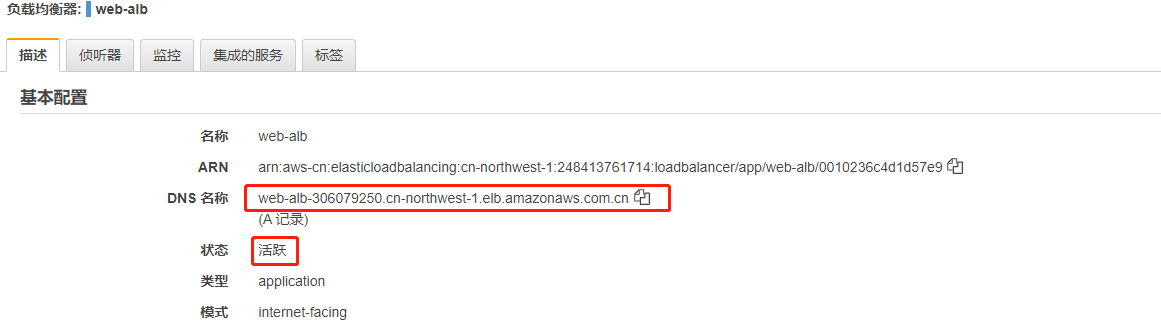 负载均衡器: web-alb
描述 侦听器 监控 集成的服务 标签
基本配置
名称 web-alb
ARN arn:aws-cn:elasticloadbalancing:cn-northwest-1:248413761714:loadbalancer/app/web-alb/0010236c4d1d57e9
DNS 名称 web-alb-306079250.cn-northwest-1.elb.amazonaws.com.cn
(A 记录)
状态 活跃
类型 application
模式 internet-facing